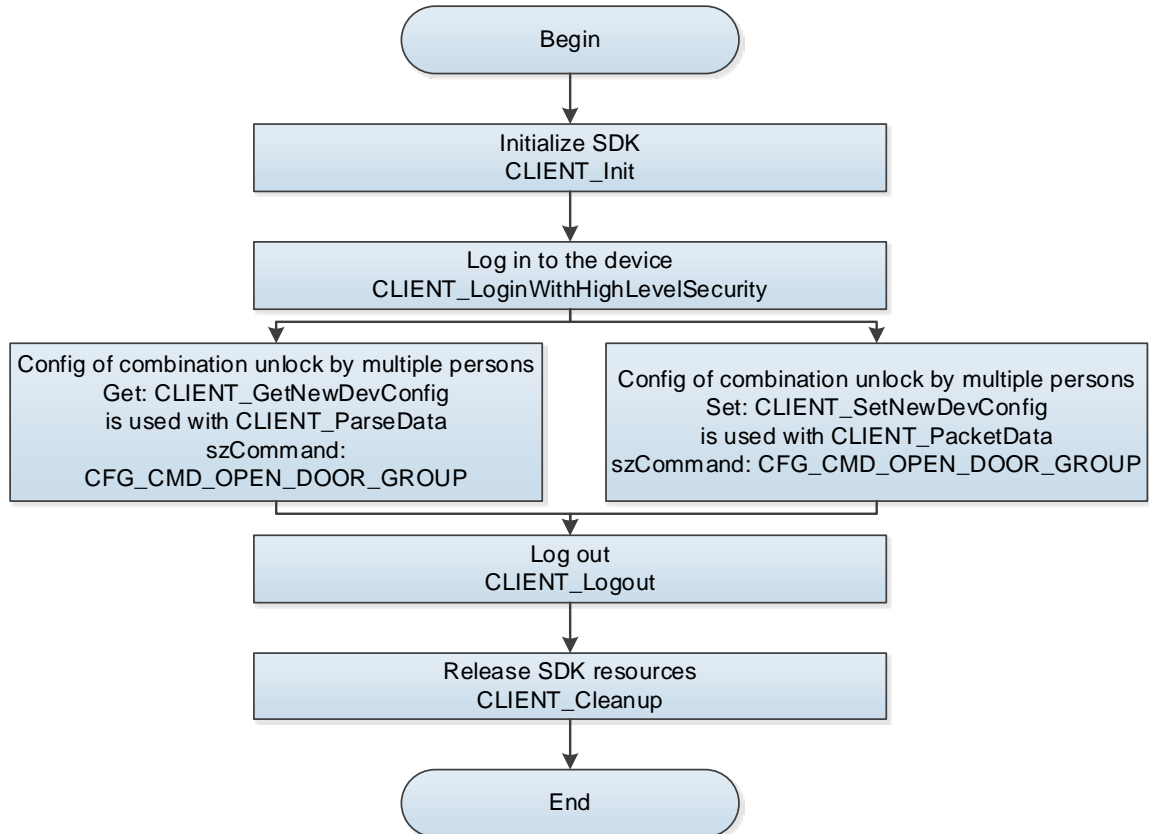 Begin
Initialize SDK
CLIENT_Init
Log in to the device
CLIENT_LoginWithHighLevelSecurity
Config of combination unlock by multiple persons
Get: CLIENT_GetNewDevConfig
is used with CLIENT_ParseData
szCommand:
CFG_CMD_OPEN_DOOR_GROUP
Config of combination unlock by multiple persons
Set: CLIENT_SetNewDevConfig
is used with CLIENT_PacketData
szCommand: CFG_CMD_OPEN_DOOR_GROUP
Log out
CLIENT_Logout
Release SDK resources
CLIENT_Cleanup
End